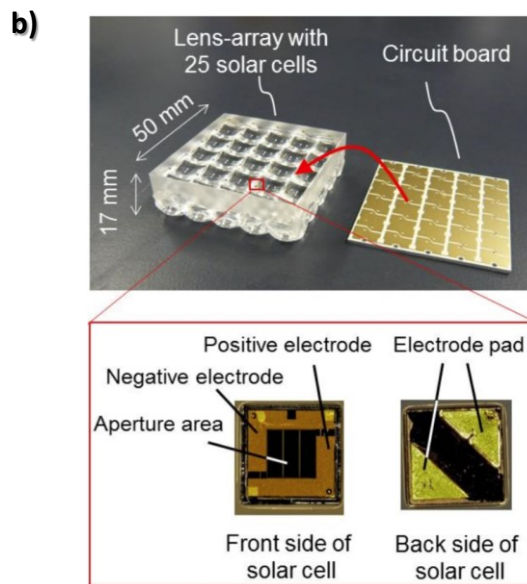 b)
Lens-array with
25 solar cells
Circuit board
50 mm
17 mm
Positive electrode
Electrode pad
Negative electrode
Aperture area
Front side of
solar cell
Back side of
solar cell